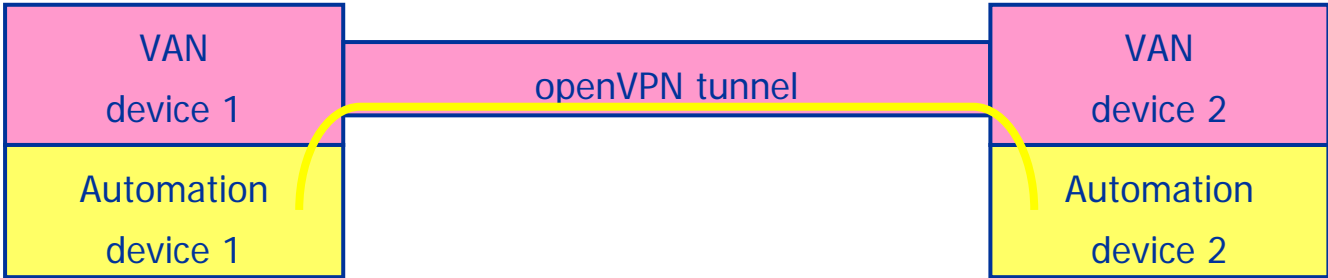 VAN
device 1
openVPN tunnel
VAN
device 2
Automation
device 1
Automation
device 2